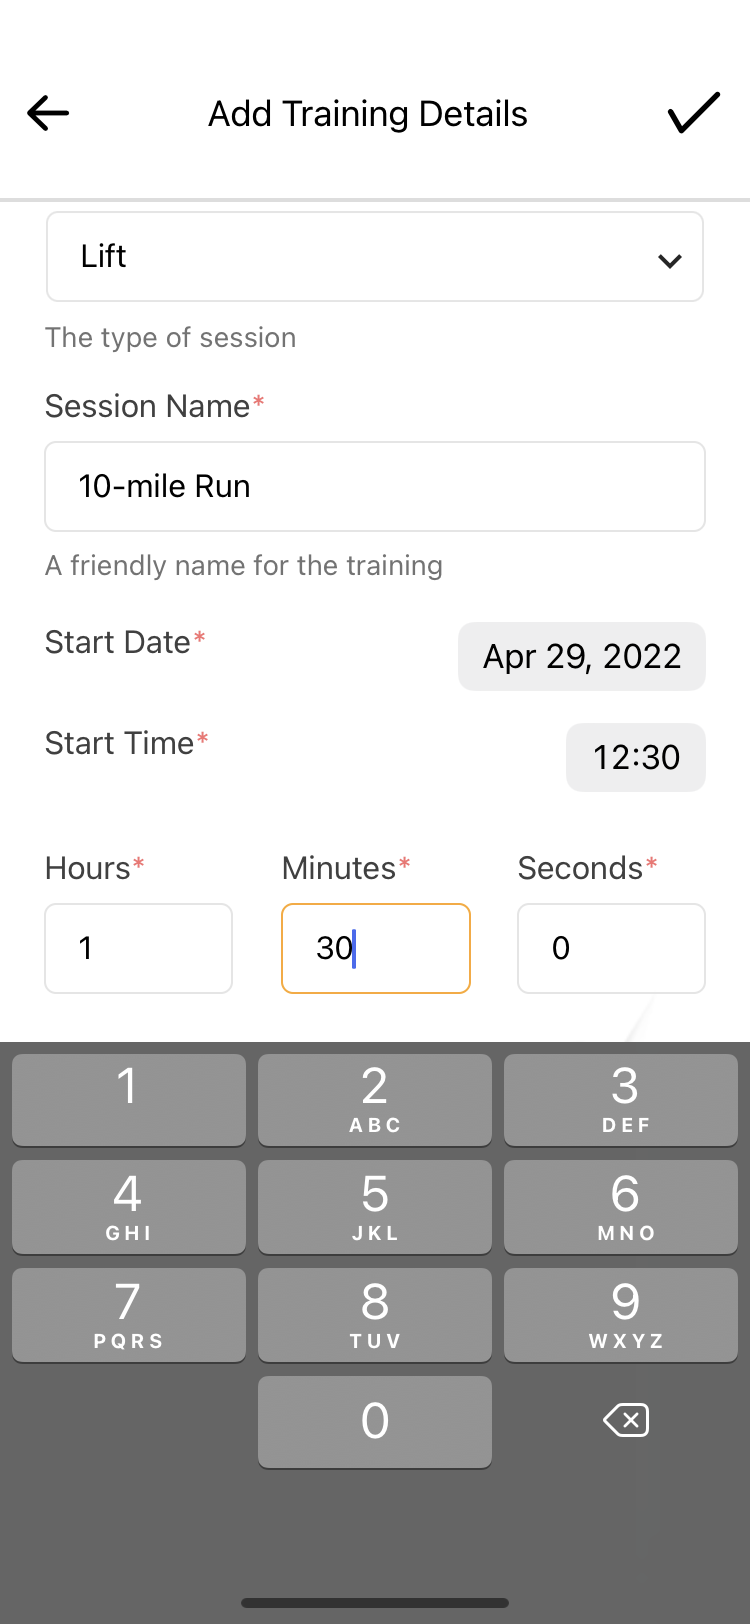 Add Training Details
Lift
The type of session
Session Name*
10-mile Run
A friendly name for the training
Start Date*
Apr 29, 2022
Start Time*
12:30
Hours* Minutes* Seconds*
1 30 0
1 2 3
ABC DEF
4 5 6
GHI JKL MNO
7 8 9
PQRS TUV WXYZ
0